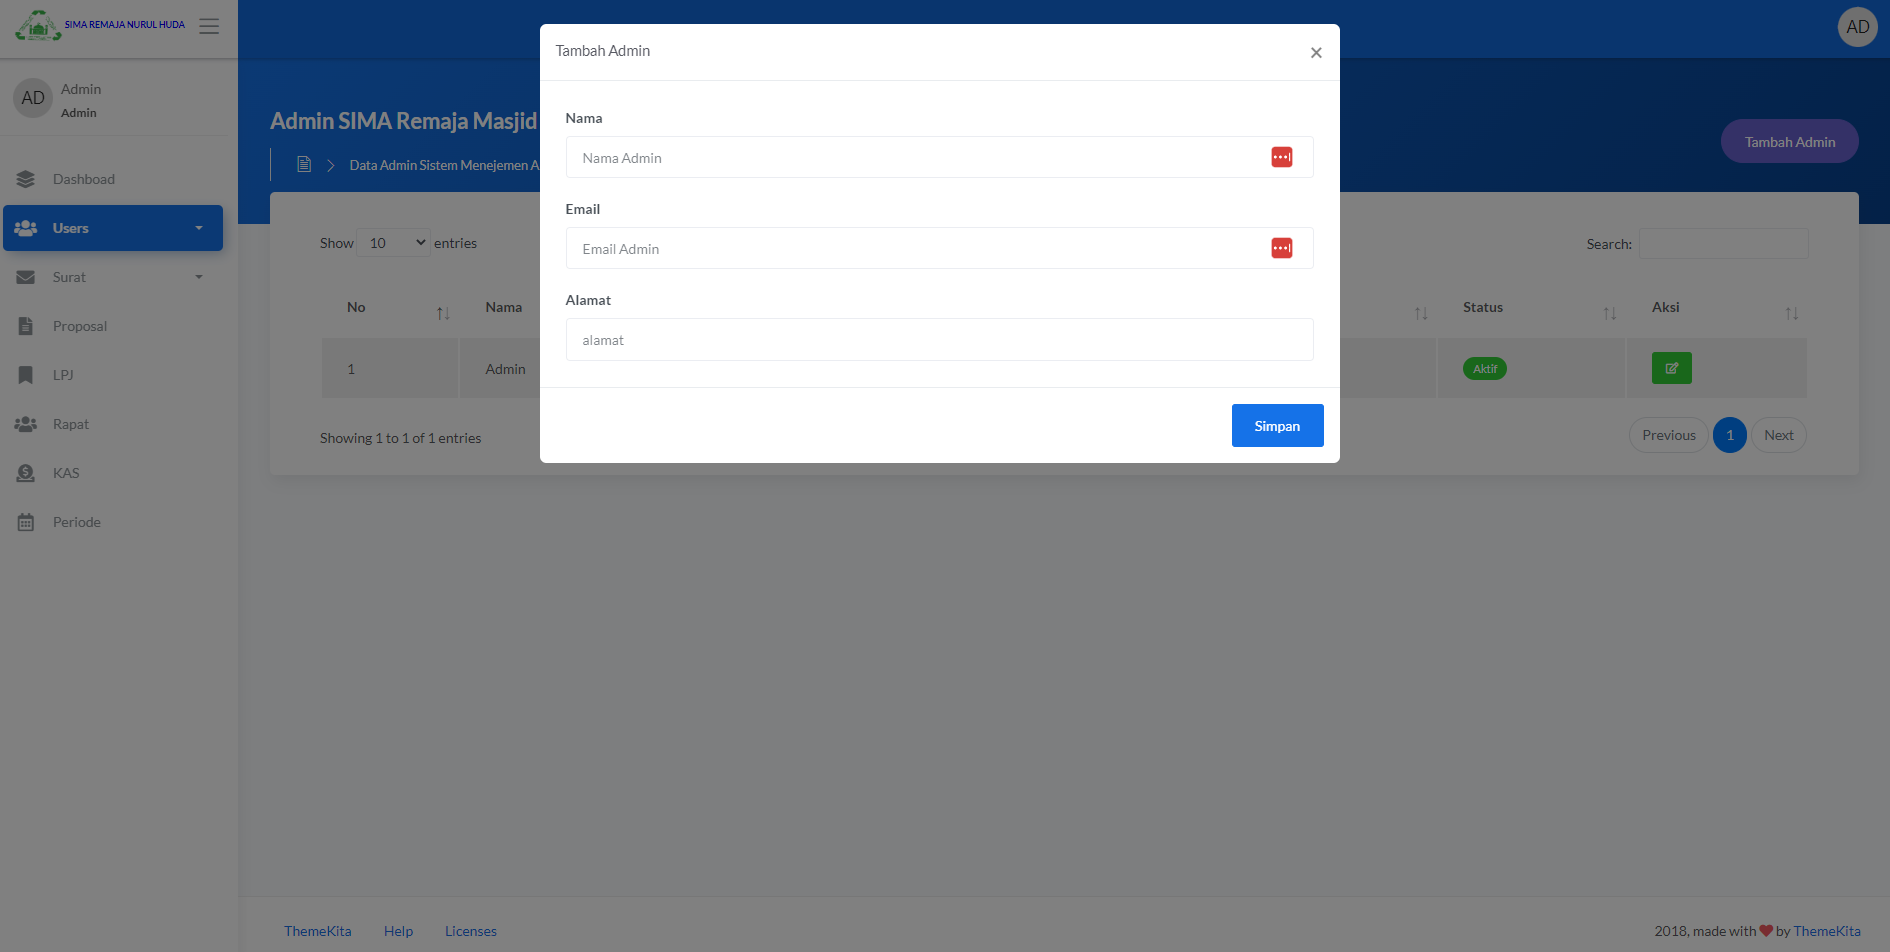 SIMA REMAJA NURUL HUDA
AD
Admin
Admin
Dashboad
Users
Surat
Proposal
LPJ
Rapat
KAS
Periode
AD
Admin SIMA Remaja Masjid
Data Admin Sistem Menejemen A
Tambah Admin
Show 10 entries
Search:
No
Nama
Status
Aksi
1
Admin
Aktif
Showing 1 to 1 of 1 entries
Previous 1 Next
Tambah Admin
×
Nama
Nama Admin
Email
Email Admin
Alamat
alamat
Simpan
ThemeKita Help Licenses
2018, made with by ThemeKita